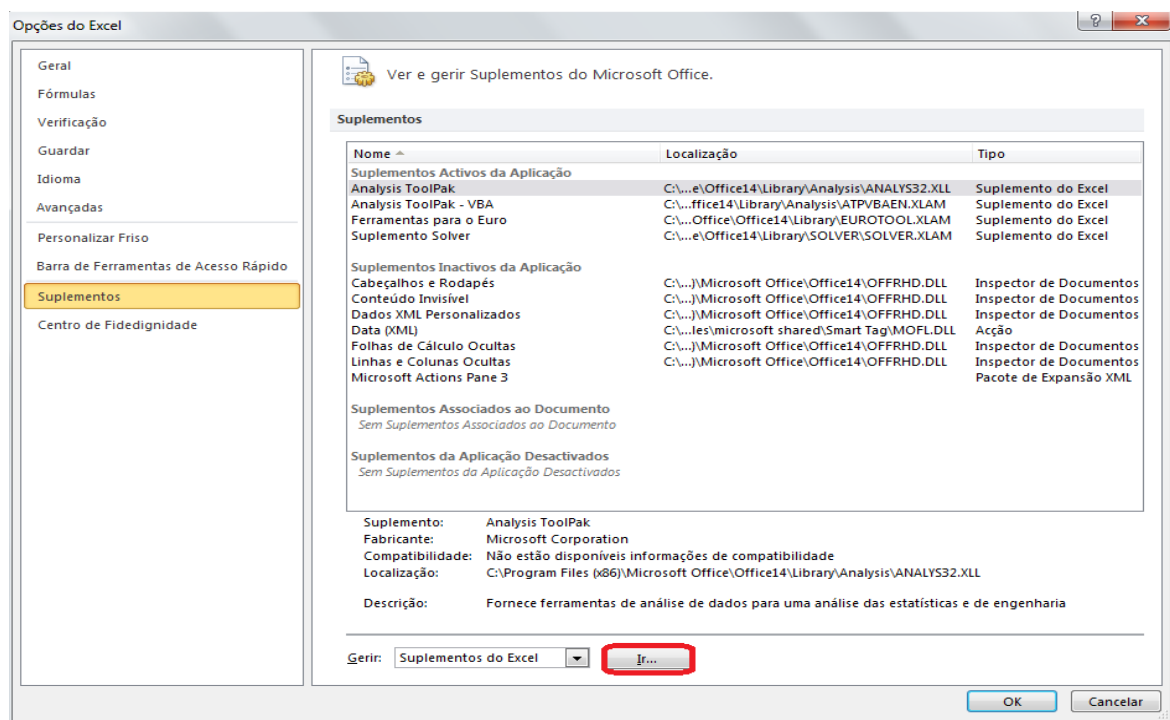 Opções do Excel
Geral
Fórmulas
Verificação
Guardar
Idioma
Avançadas
Personalizar Friso
Barra de Ferramentas de Acesso Rápido
Suplementos
Centro de Fidedignidade
Ver e gerir Suplementos do Microsoft Office.
Suplementos
Nome Localização Tipo
Suplementos Activos da Aplicação
Analysis ToolPak C:\...e\Office14\Library\Analysis\ANALYS32.XLL Suplemento do Excel
Analysis ToolPak - VBA C:\...ffice14\Library\Analysis\ATPVBAEN.XLAM Suplemento do Excel
Ferramentas para o Euro C:\...Office\Office14\Library\EUROTOOL.XLAM Suplemento do Excel
Suplemento Solver C:\...e\Office14\Library\SOLVER\SOLVER.XLAM Suplemento do Excel
Suplementos Inactivos da Aplicação
Cabeçalhos e Rodapés C:\...)\Microsoft Office\Office14\OFFRHD.DLL Inspector de Documentos
Conteúdo Invisível C:\...)\Microsoft Office\Office14\OFFRHD.DLL Inspector de Documentos
Dados XML Personalizados C:\...)\Microsoft Office\Office14\OFFRHD.DLL Inspector de Documentos
Data (XML) C:\...les\microsoft shared\Smart Tag\MOFL.DLL Acção
Folhas de Cálculo Ocultas C:\...)\Microsoft Office\Office14\OFFRHD.DLL Inspector de Documentos
Linhas e Colunas Ocultas C:\...)\Microsoft Office\Office14\OFFRHD.DLL Inspector de Documentos
Microsoft Actions Pane 3 Pacote de Expansão XML
Suplementos Associados ao Documento
Sem Suplementos Associados ao Documento
Suplementos da Aplicação Desactivados
Sem Suplementos da Aplicação Desactivados
Suplemento: Analysis ToolPak
Fabricante: Microsoft Corporation
Compatibilidade: Não estão disponíveis informações de compatibilidade
Localização: C:\Program Files (x86)\Microsoft Office\Office14\Library\Analysis\ANALYS32.XLL
Descrição: Fornece ferramentas de análise de dados para uma análise das estatísticas e de engenharia
Gerir: Suplementos do Excel Ir...
OK Cancelar